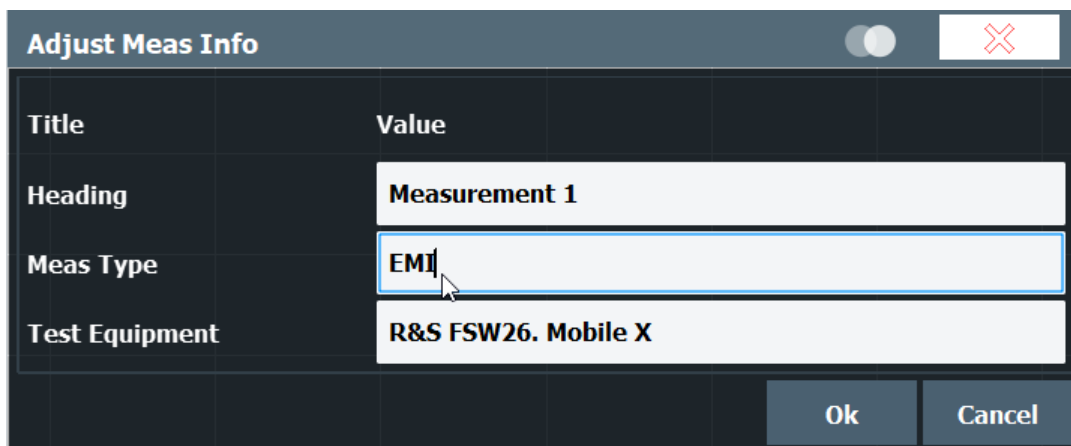 Adjust Meas Info
Title Value
Heading Measurement 1
Meas Type EMI
Test Equipment R&S FSW26. Mobile X
Ok Cancel